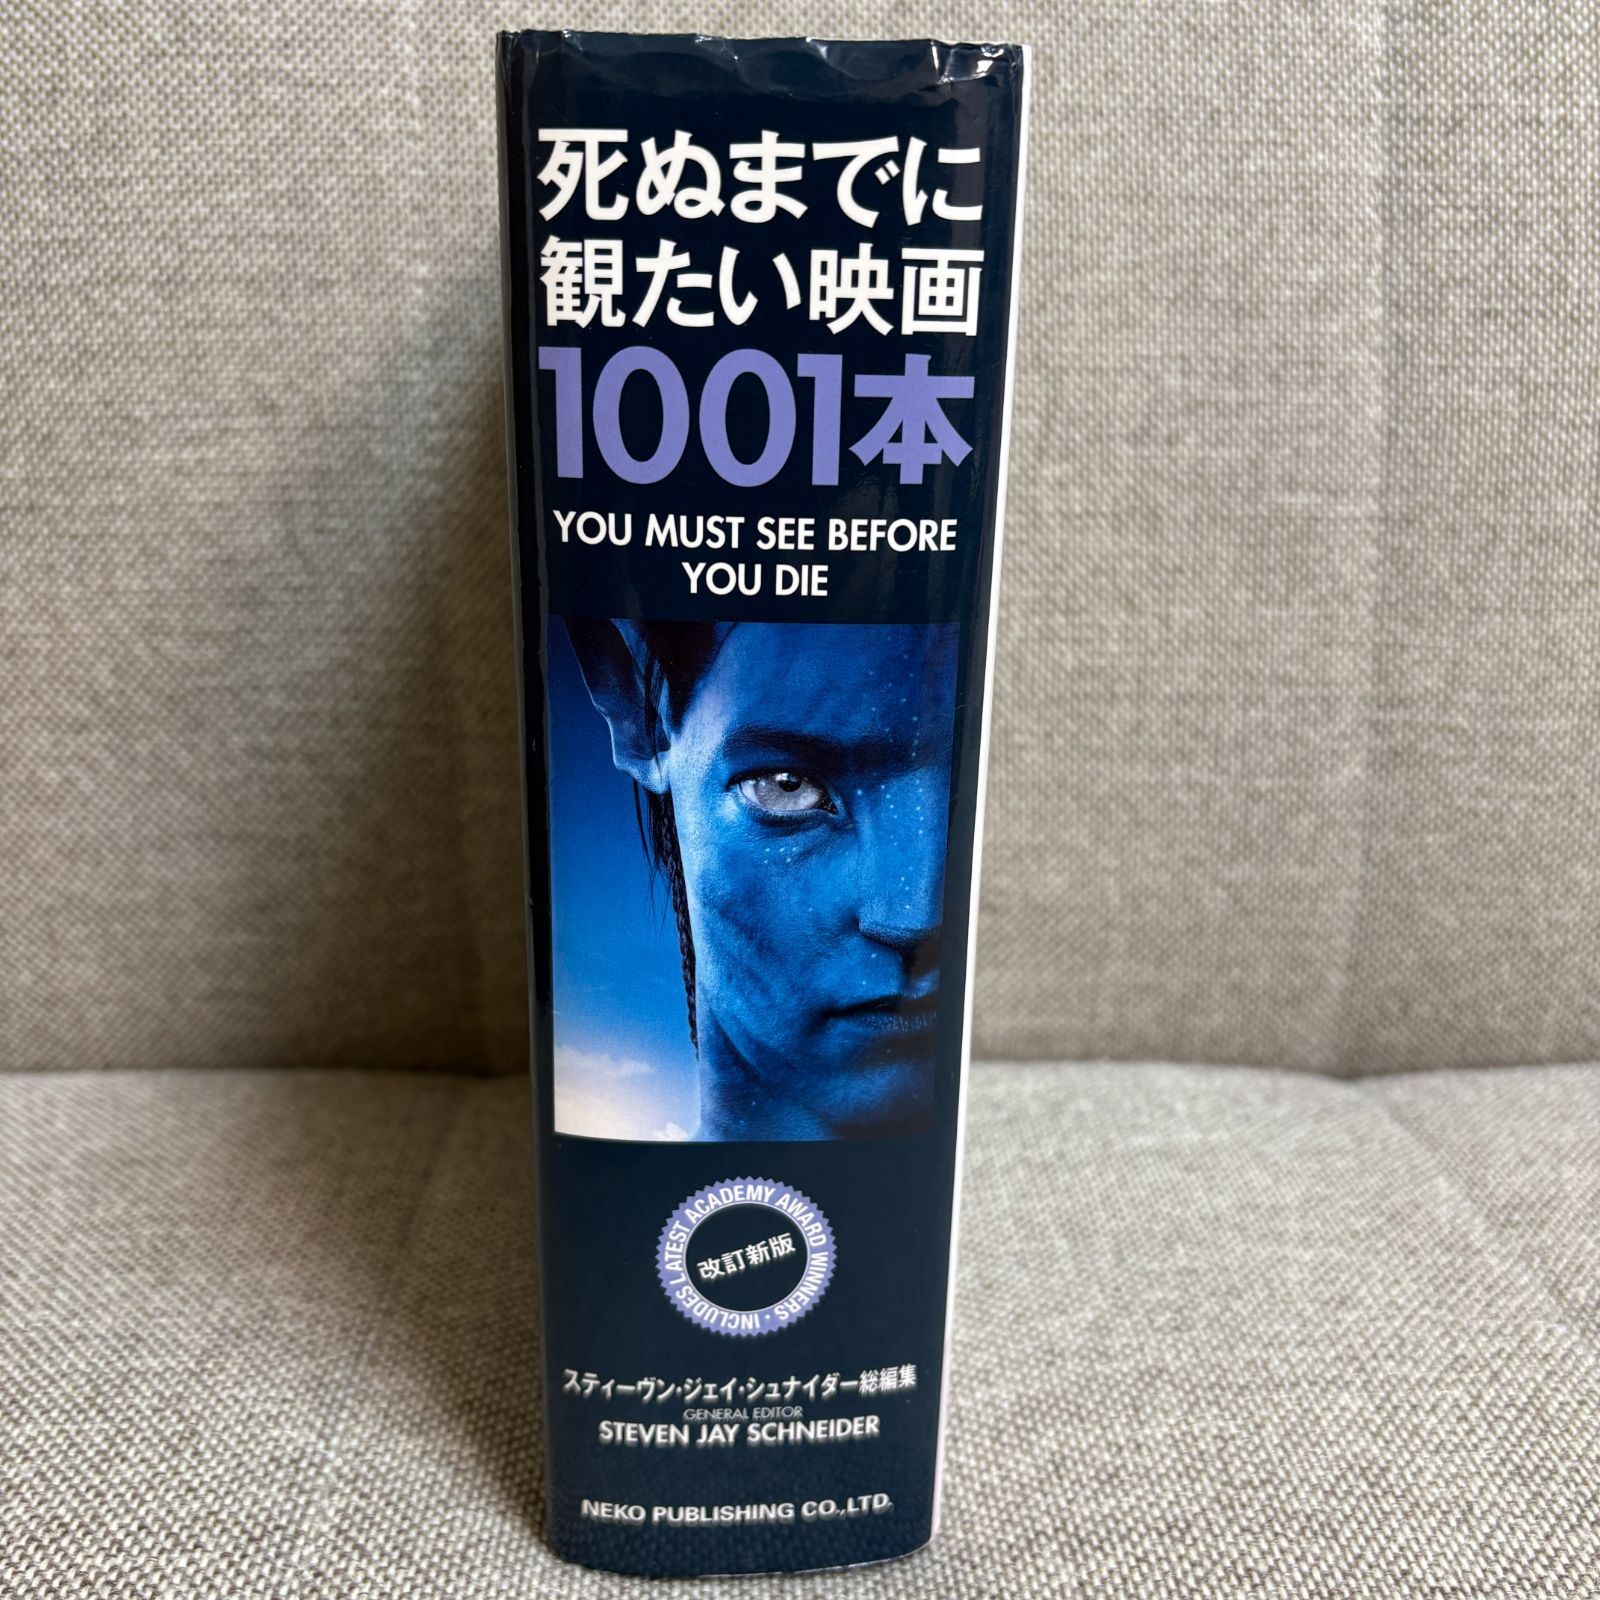 死ぬまでに
観たい映画
1001本
YOU MUST SEE BEFORE
YOU DIE
INCLUDES LATEST ACADEMY AWARD WINNERS・
改訂新版
スティーヴン・ジェイ・シュナイダー総編集
GENERAL EDITOR
STEVEN JAY SCHNEIDER
NEKO PUBLISHING CO.,LTD.